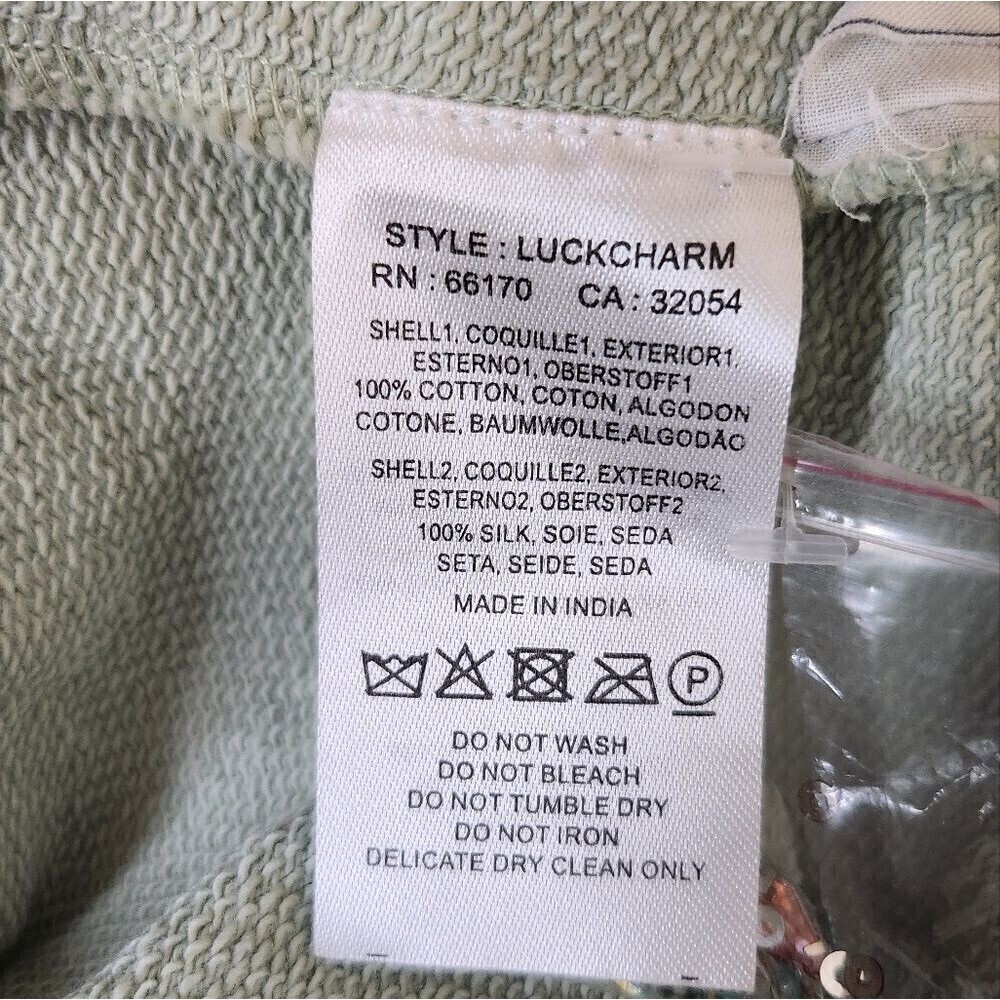 STYLE : LUCKCHARM
RN : 66170 CA : 32054
SHELL1, COQUILLE1, EXTERIOR1,
ESTERNO1, OBERSTOFF1
100% COTTON, COTON, ALGODON
COTONE, BAUMWOLLE,ALGODÃO
SHELL2, COQUILLE2, EXTERIOR2,
ESTERNO2, OBERSTOFF2
100% SILK, SOIE, SEDA
SETA, SEIDE, SEDA
MADE IN INDIA
P
DO NOT WASH
DO NOT BLEACH
DO NOT TUMBLE DRY
DO NOT IRON
DELICATE DRY CLEAN ONLY